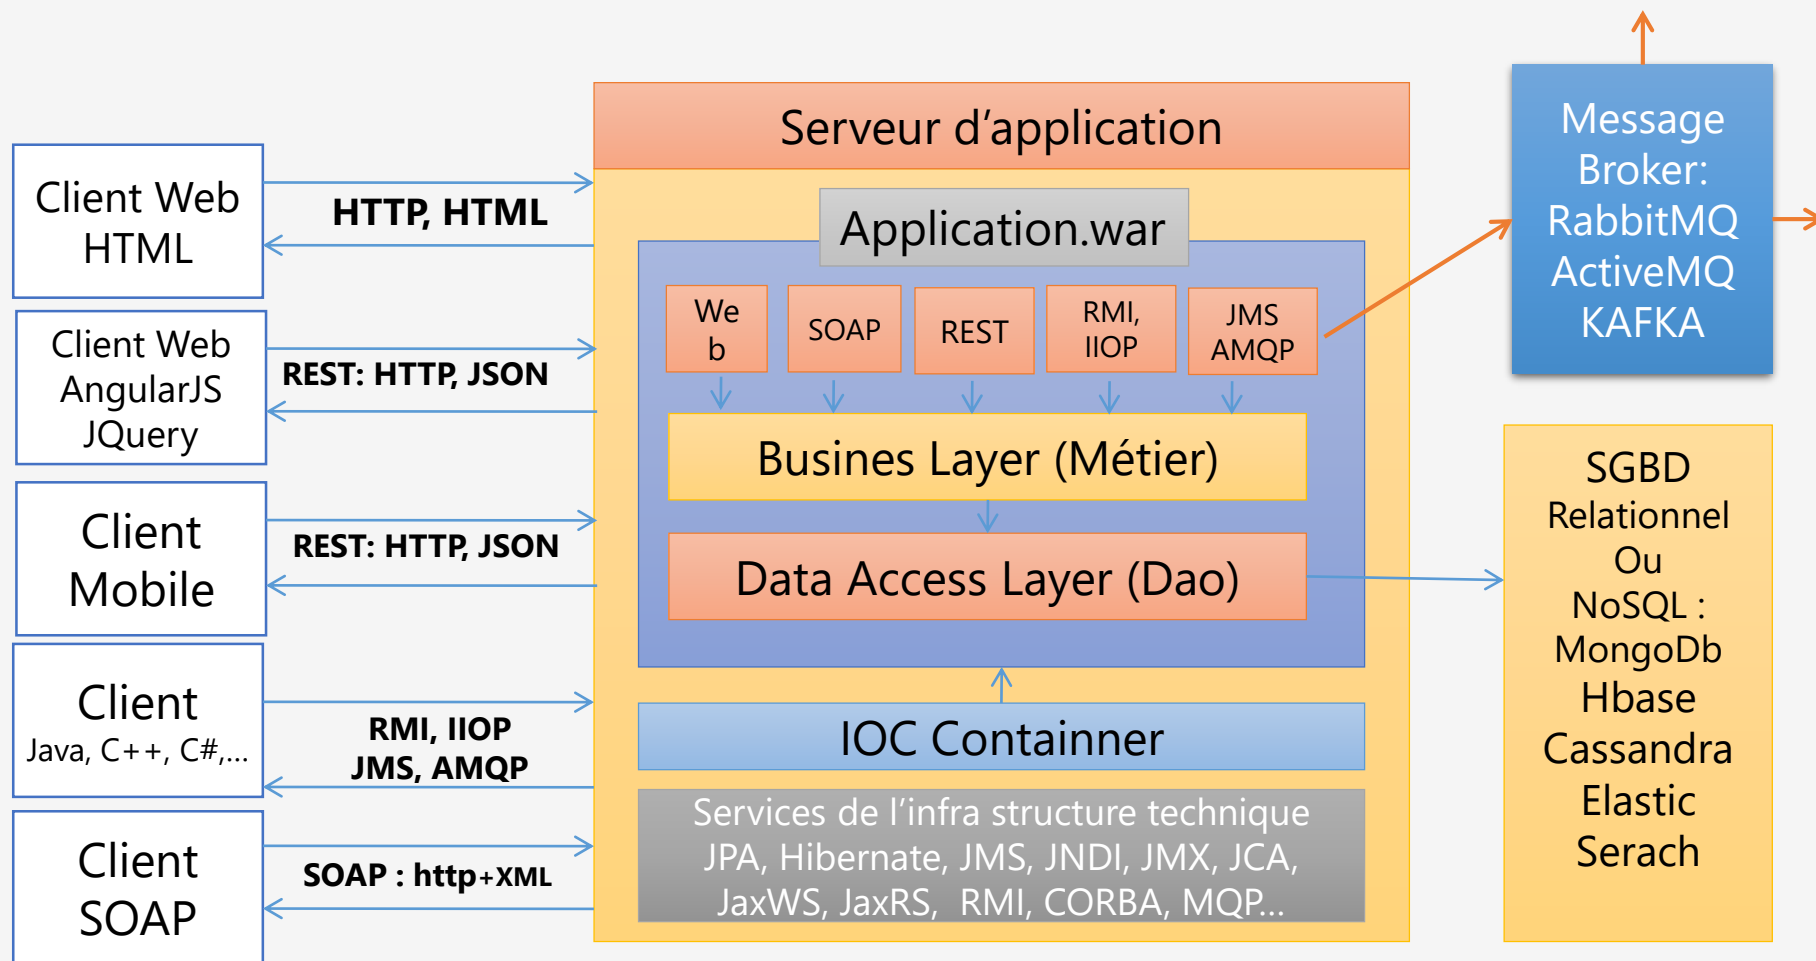 Client Web
HTML
HTTP, HTML
Client Web
AngularJS
JQuery
REST: HTTP, JSON
Client
Mobile
REST: HTTP, JSON
Client
Java, C++, C#,...
RMI, IIOP
JMS, AMQP
Client
SOAP
SOAP : http+XML
Serveur d’application
Application.war
We
b
SOAP
REST
RMI,
IIOP
JMS
AMQP
Busines Layer (Métier)
Data Access Layer (Dao)
IOC Containner
Services de l’infra structure technique
JPA, Hibernate, JMS, JNDI, JMX, JCA,
JaxWS, JaxRS, RMI, CORBA, MQP...
Message
Broker:
RabbitMQ
ActiveMQ
KAFKA
SGBD
Relationnel
Ou
NoSQL :
MongoDb
Hbase
Cassandra
Elastic
Serach